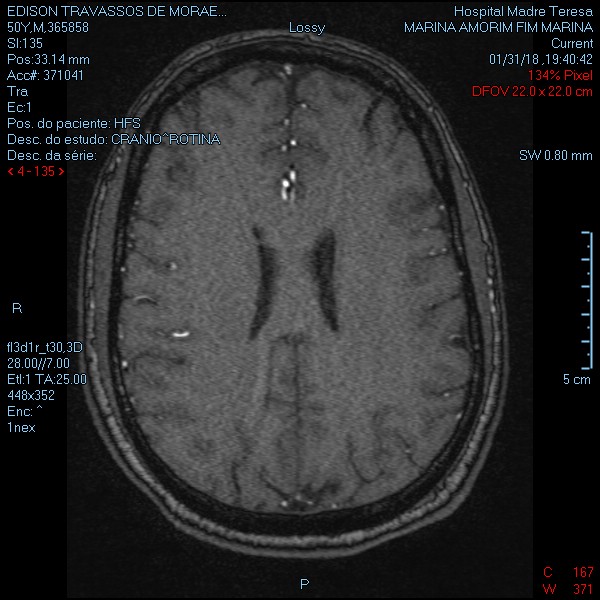 EDISON TRAVASSOS DE MORAE...
50Y,M,365858
SI:135
Pos:33.14 mm
Acc#: 371041
Tra
Ec:1
Pos. do paciente: HFS
Desc. do estudo: CRANIO^ROTINA
Desc. da série:
< 4 - 135 >
Lossy
Hospital Madre Teresa
MARINA AMORIM FIM MARINA
Current
01/31/18 ,19:40:42
134% Pixel
DFOV 22.0 x 22.0 cm
SW 0.80 mm
R
5 cm
fl3d1r_t30,3D
28.00//7.00
Etl:1 TA:25.00
448x352
Enc: ^
1nex
P
C 167
W 371